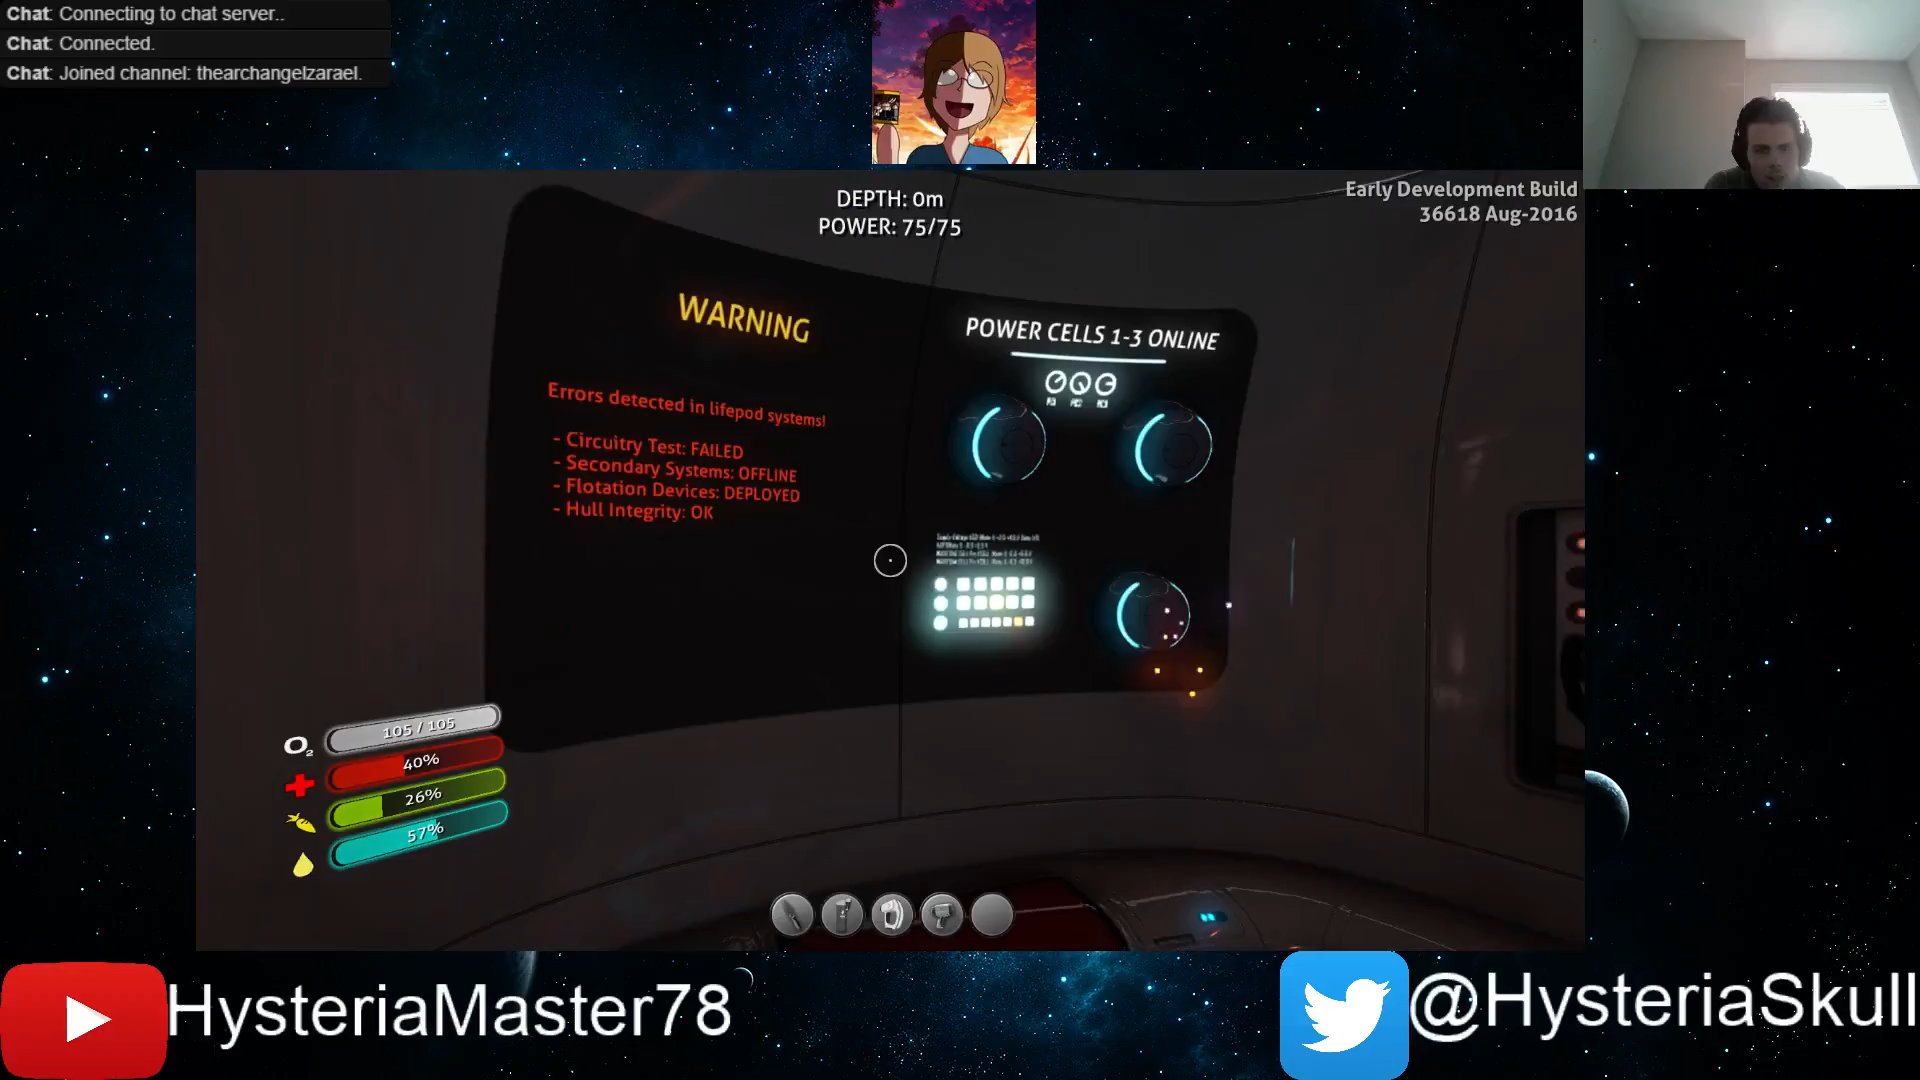 Chat: Connecting to chat server..
Chat: Connected.
Chat: Joined channel: thearchangelzarael.
DEPTH: 0m
POWER: 75/75
Early Development Build
36618 Aug-2016
WARNING
Errors detected in lifepod systems!
- Circuitry Test: FAILED
- Secondary Systems: OFFLINE
- Flotation Devices: DEPLOYED
- Hull Integrity: OK
POWER CELLS 1-3 ONLINE
O₂
105 / 105
40%
26%
57%
HysteriaMaster78
@HysteriaSkull